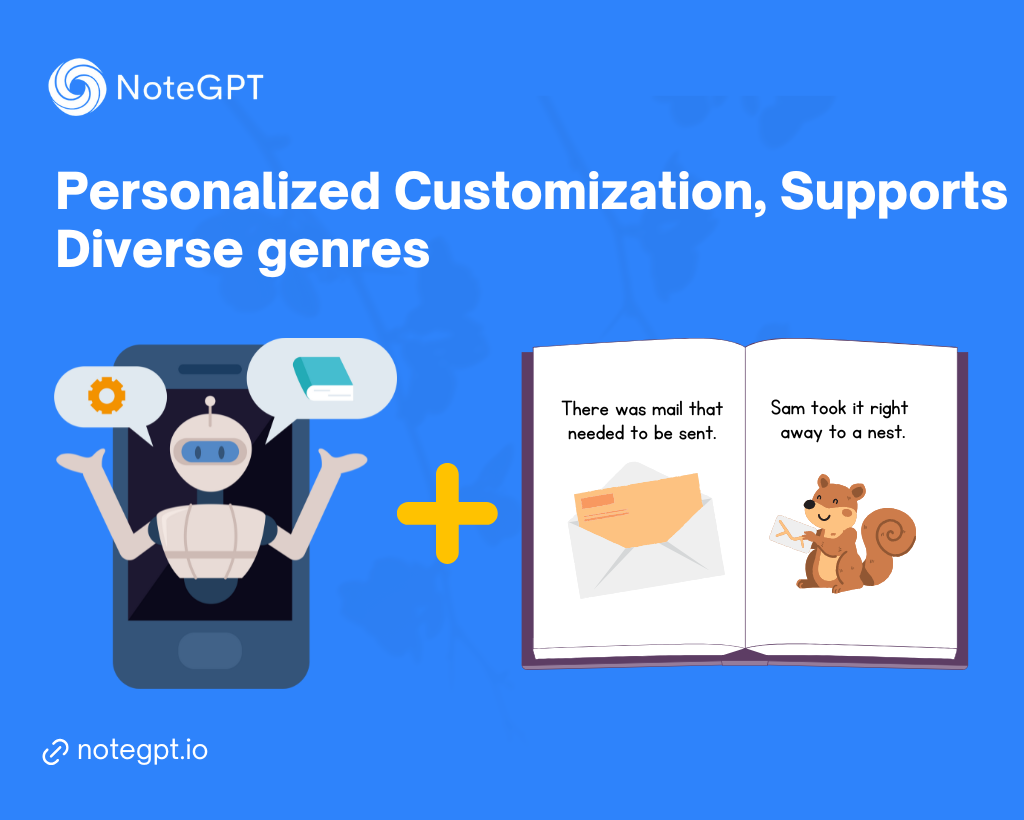 NoteGPT
Personalized Customization, Supports
Diverse genres
There was mail that
needed to be sent.
Sam took it right
away to a nest.
notegpt.io